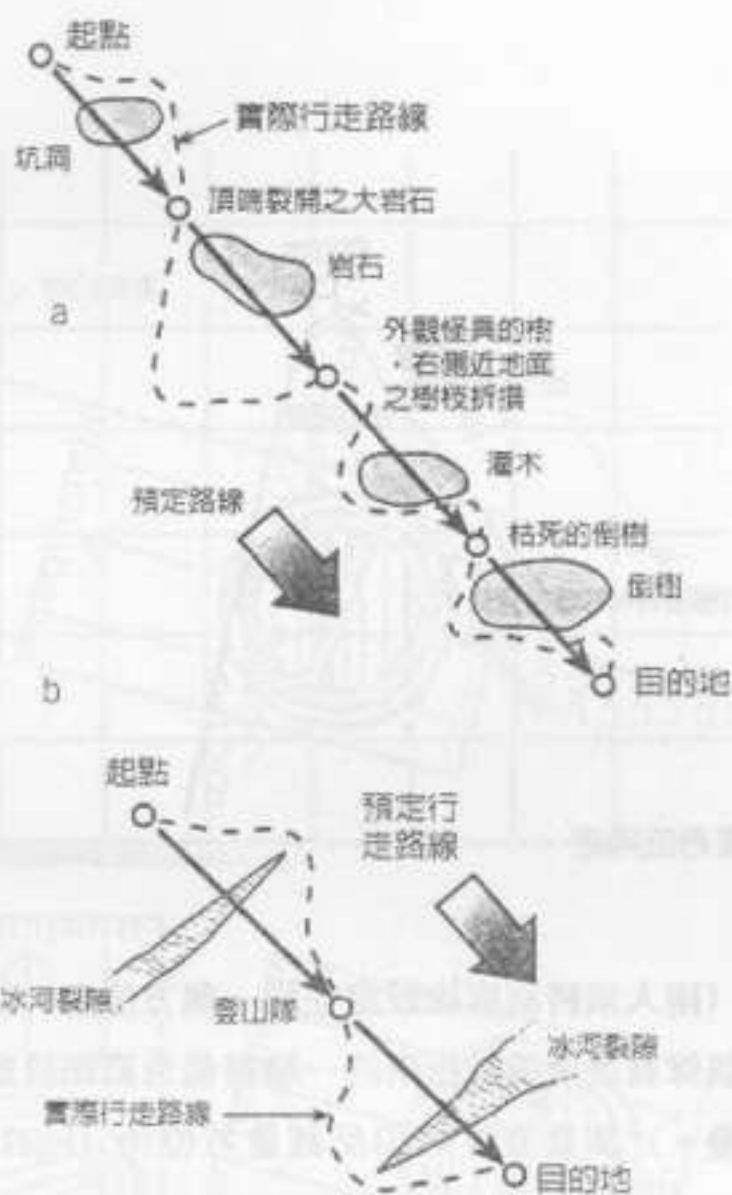 起點
實際行走路線
坑洞
頂端裂開之大岩石
岩石
a
外觀怪異的樹
，右側近地面
之樹枝折損
灌木
預定路線
枯死的倒樹
倒樹
目的地
b
起點
預定行
走路線
冰河裂隙
登山隊
冰河裂隙
實際行走路線
目的地